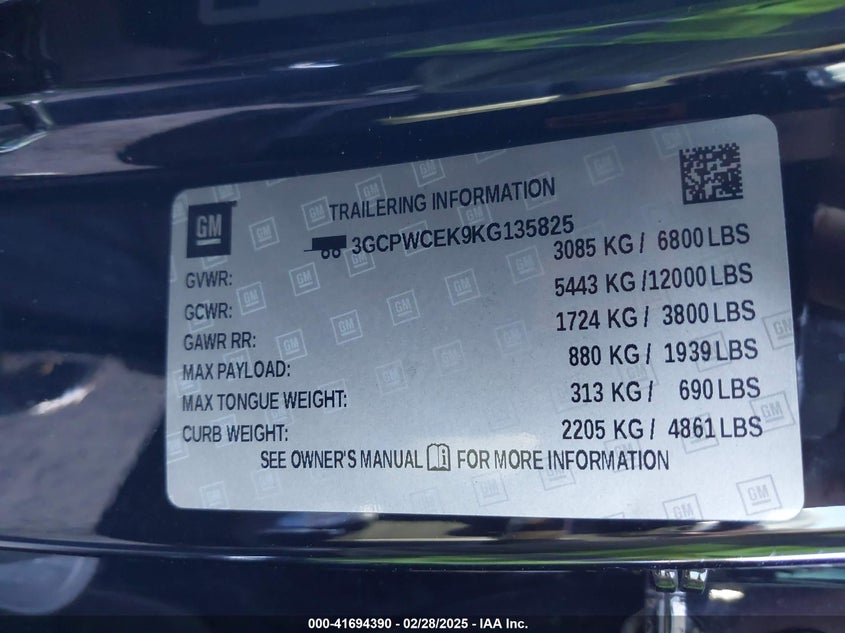 GM
TRAILERING INFORMATION
3GCPWCEK9KG135825
GVWR: 3085 KG / 6800 LBS
GCWR: 5443 KG / 12000 LBS
GAWR RR: 1724 KG / 3800 LBS
MAX PAYLOAD: 880 KG / 1939 LBS
MAX TONGUE WEIGHT: 313 KG / 690 LBS
CURB WEIGHT: 2205 KG / 4861 LBS
SEE OWNER'S MANUAL FOR MORE INFORMATION
000-41694390 - 02/28/2025 - IAA Inc.